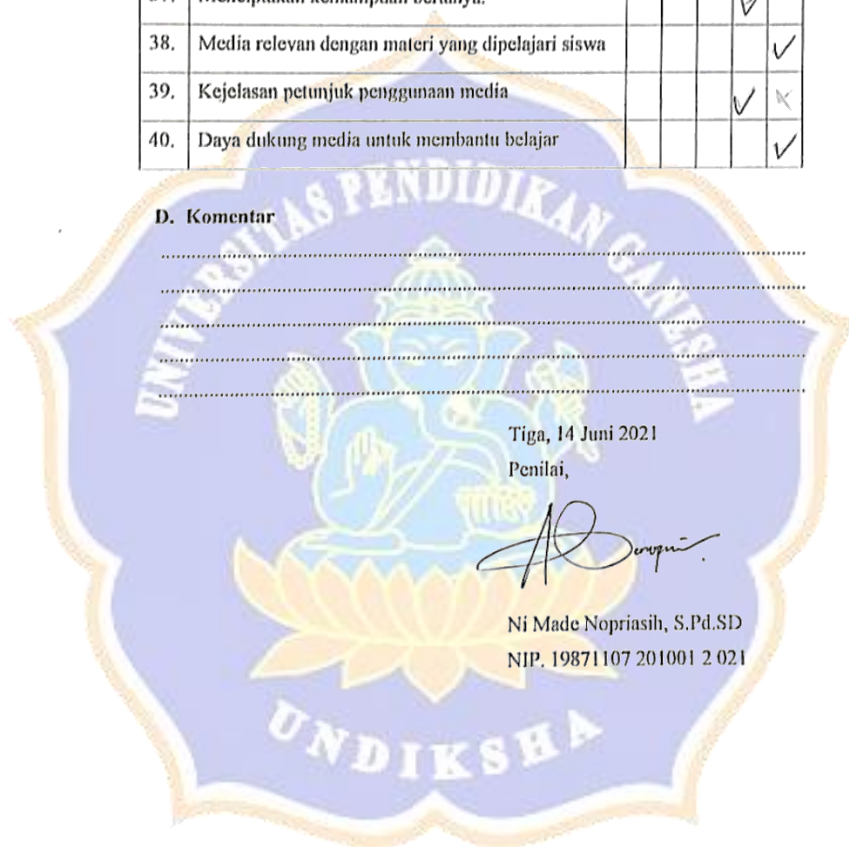 38. Media relevan dengan materi yang dipelajari siswa ✓
39. Kejelasan petunjuk penggunaan media ✓
40. Daya dukung media untuk membantu belajar ✓
D. Komentar
UNIVERSITAS PENDIDIKAN GANESHA
Tiga, 14 Juni 2021
Penilai,
Ni Made Nopriasih, S.Pd.SD
NIP. 19871107 201001 2 021
UNDIKSHA